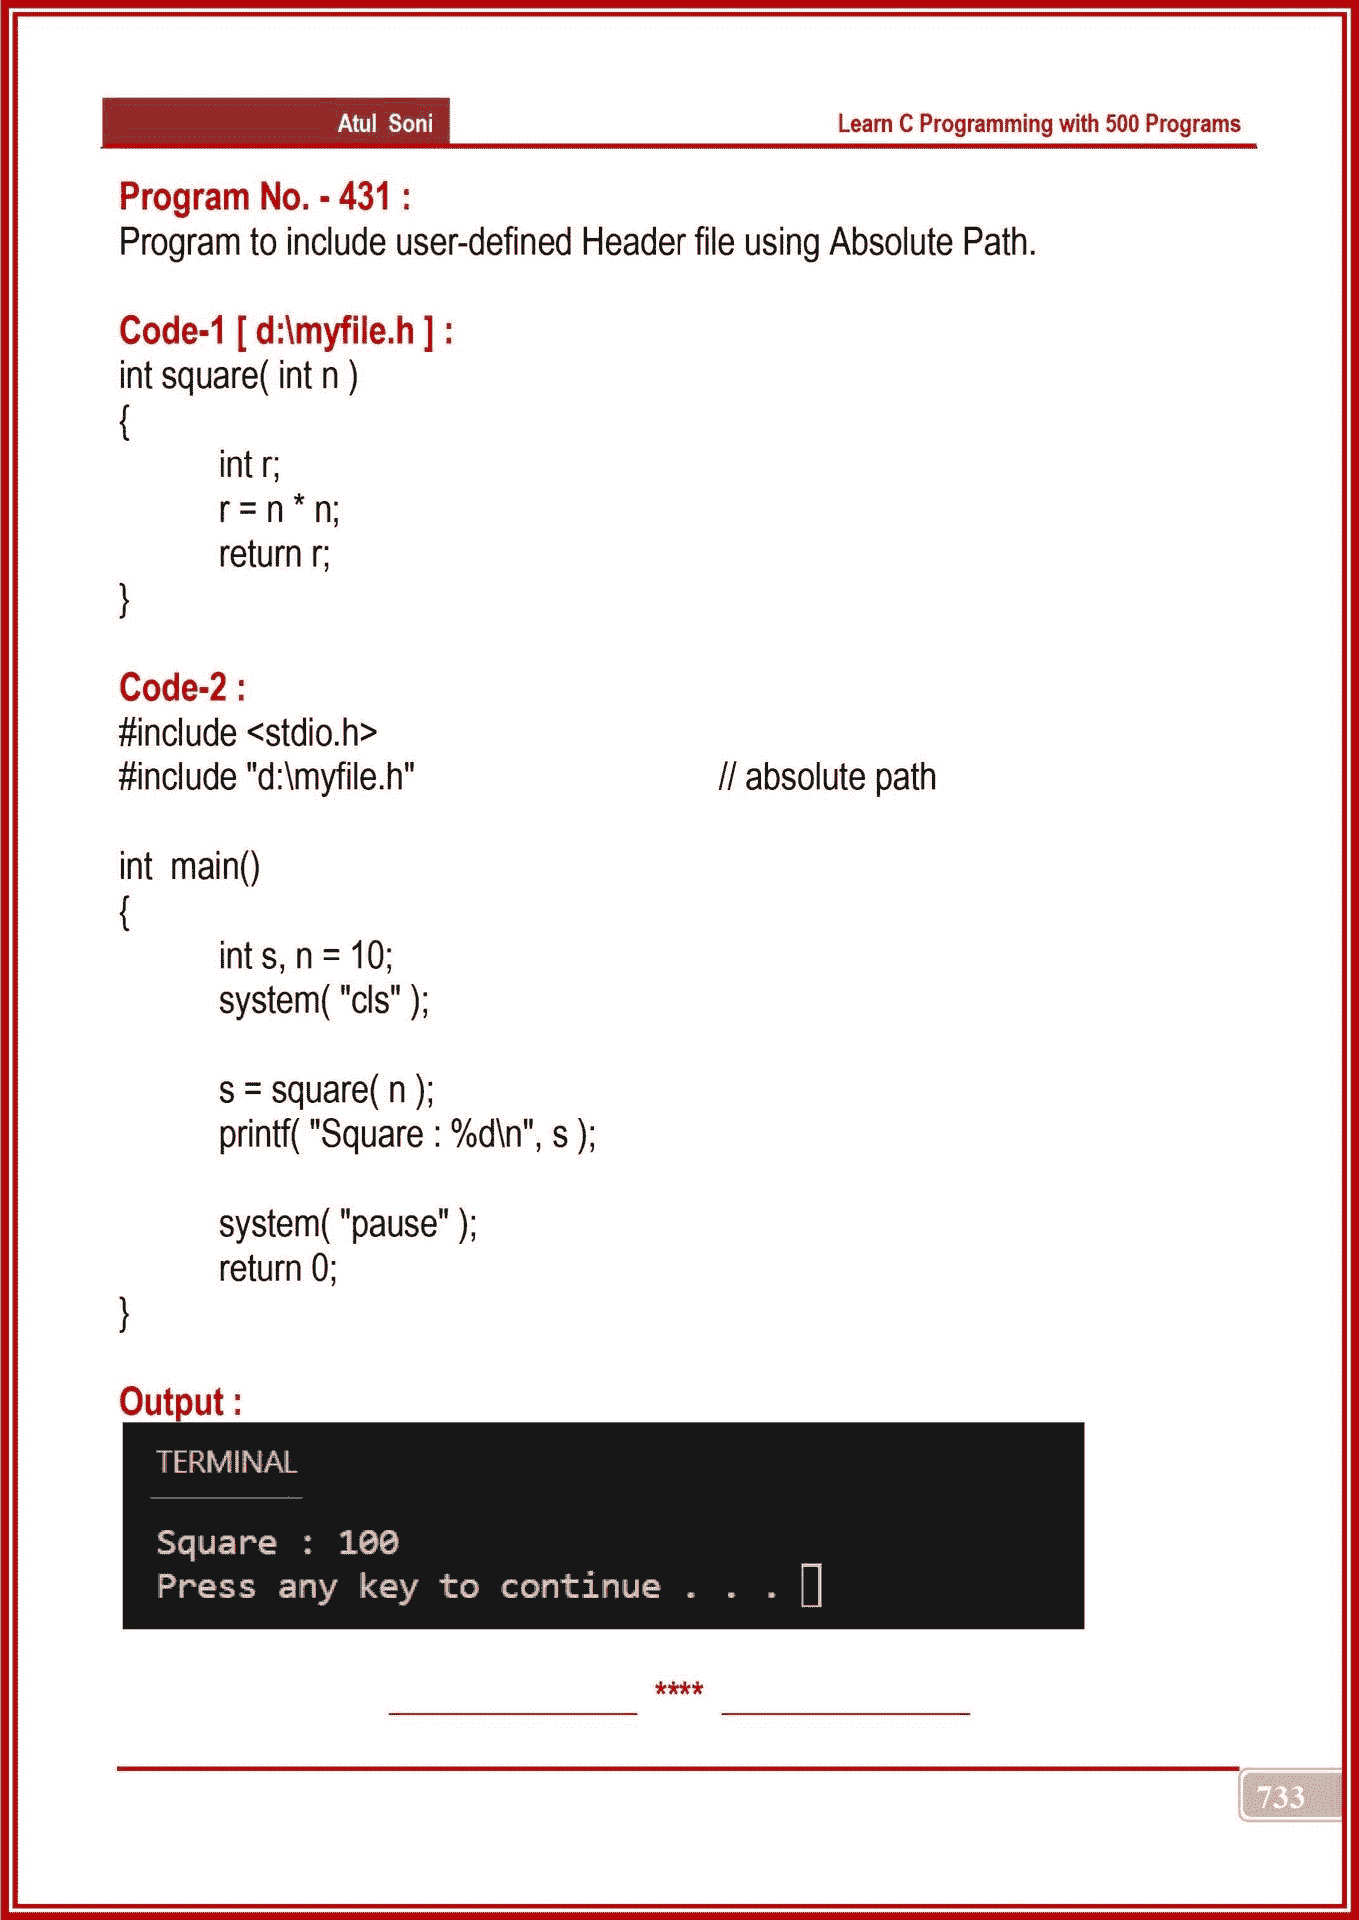 Atul  Soni
Learn C Programming with 500 Programs
Program No. - 431 :
Program to include user-defined Header file using Absolute Path.
Code-1 [ d:\myfile.h ] :
int square( int n )
{
int r;
r = n * n;
return r;
}
Code-2 :
#include <stdio.h>
#include "d:\myfile.h" // absolute path
int  main()
{
int s, n = 10;
system( "cls" );
s = square( n );
printf( "Square : %d\n", s );
system( "pause" );
return 0;
}
Output :
TERMINAL
Square : 100
Press any key to continue . . .
****
733